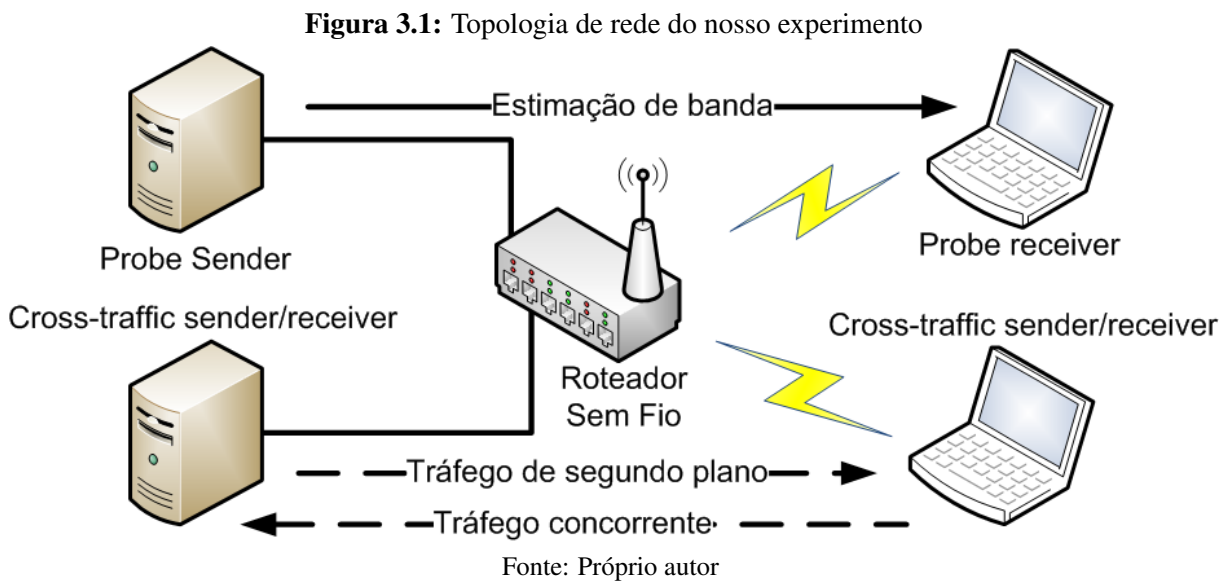 Figura 3.1: Topologia de rede do nosso experimento
Estimação de banda
Probe Sender
Probe receiver
Cross-traffic sender/receiver
Cross-traffic sender/receiver
Roteador
Sem Fio
Tráfego de segundo plano
Tráfego concorrente
Fonte: Próprio autor